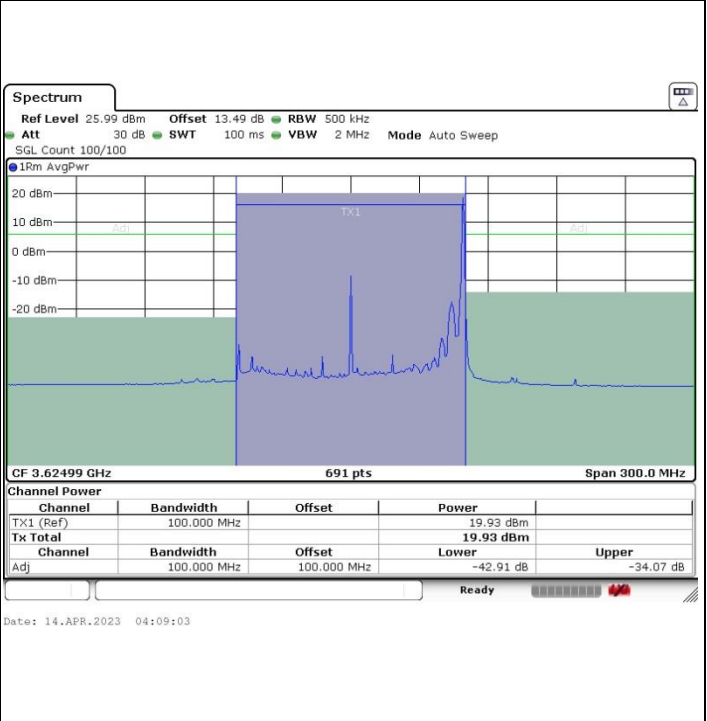 Spectrum
Ref Level 25.99 dBm Offset 13.49 dB RBW 500 kHz
Att 30 dB SWT 100 ms VBW 2 MHz Mode Auto Sweep
SGL Count 100/100
1Rm AvgPwr
20 dBm
TX1
10 dBm
Adj Adj
0 dBm
-10 dBm
-20 dBm
CF 3.62499 GHz 691 pts Span 300.0 MHz
Channel Power
Channel Bandwidth Offset Power
TX1 (Ref) 100.000 MHz 19.93 dBm
Tx Total 19.93 dBm
Channel Bandwidth Offset Lower Upper
Adj 100.000 MHz 100.000 MHz -42.91 dB -34.07 dB
Ready
Date: 14.APR.2023 04:09:03